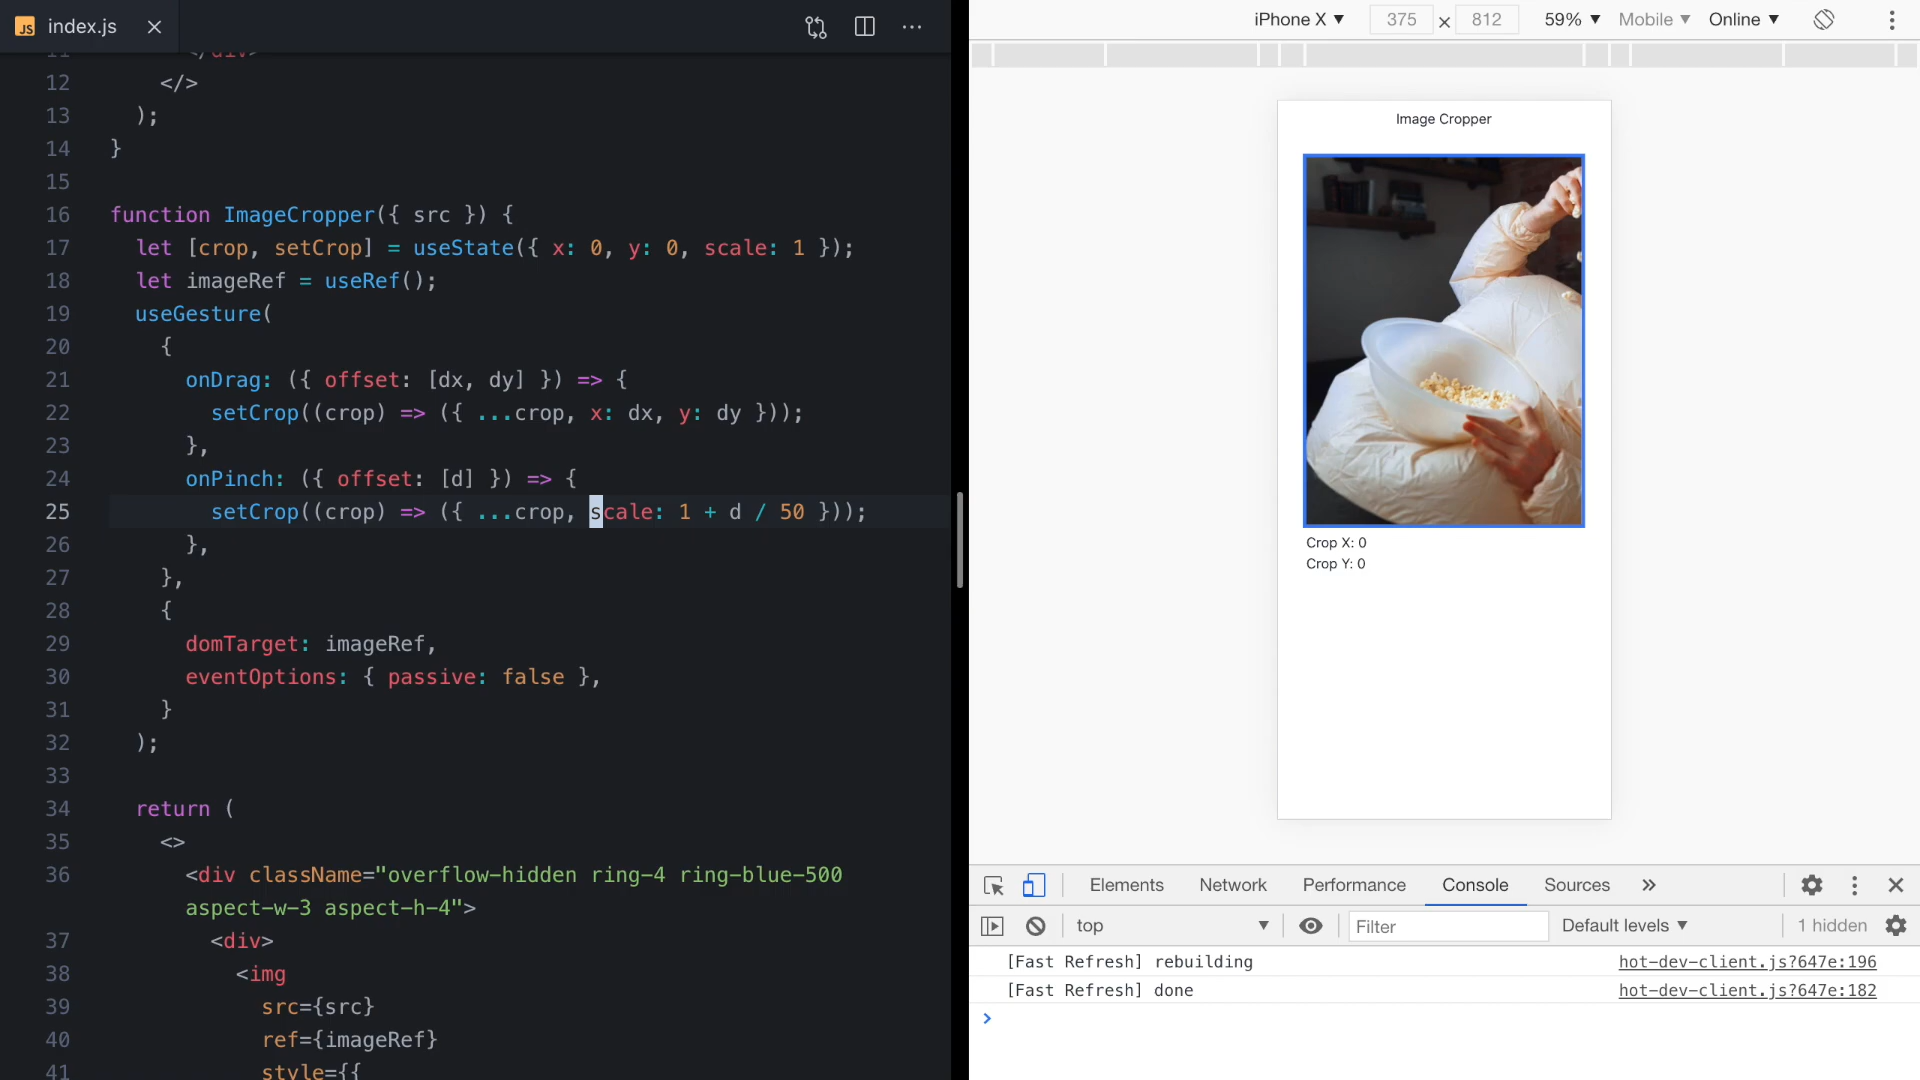 JS index.js
iPhone X ▼ 375 × 812 59% ▼ Mobile ▼ Online ▼
11 </div>
12 </>
13 );
14 }
15
16 function ImageCropper({ src }) {
17 let [crop, setCrop] = useState({ x: 0, y: 0, scale: 1 });
18 let imageRef = useRef();
19 useGesture(
20 {
21 onDrag: ({ offset: [dx, dy] }) => {
22 setCrop((crop) => ({ ...crop, x: dx, y: dy }));
23 },
24 onPinch: ({ offset: [d] }) => {
25 setCrop((crop) => ({ ...crop, scale: 1 + d / 50 }));
26 },
27 },
28 {
29 domTarget: imageRef,
30 eventOptions: { passive: false },
31 }
32 );
33
34 return (
35 <>
36 <div className="overflow-hidden ring-4 ring-blue-500
aspect-w-3 aspect-h-4">
37 <div>
38 <img
39 src={src}
40 ref={imageRef}
41 style={{
Image Cropper
Crop X: 0
Crop Y: 0
Elements Network Performance Console Sources »
top ▼ Filter Default levels ▼ 1 hidden
[Fast Refresh] rebuilding hot-dev-client.js?647e:196
[Fast Refresh] done hot-dev-client.js?647e:182